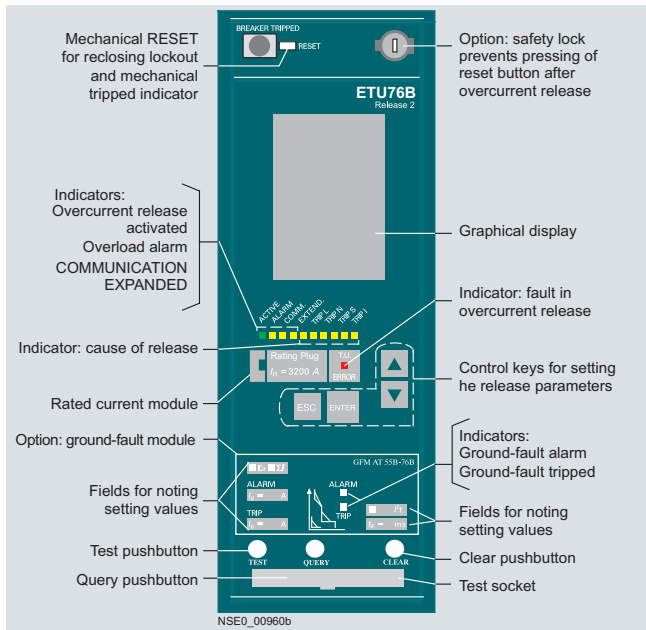 Mechanical RESET
for reclosing lockout
and mechanical
tripped indicator
BREAKER TRIPPED
RESET
Option: safety lock
prevents pressing of
reset button after
overcurrent release
ETU76B
Release 2
Indicators:
Overcurrent release
activated
Overload alarm
COMMUNICATION
EXPANDED
Graphical display
Indicator: fault in
overcurrent release
ACTIVE
ALARM
COMM.
EXTEND.
TRIP L
TRIP N
TRIP S
TRIP I
Indicator: cause of release
Rating Plug
In = 3200 A
T.U.
ERROR
Rated current module
Control keys for setting
he release parameters
ESC
ENTER
Option: ground-fault module
Indicators:
Ground-fault alarm
Ground-fault tripped
GFM AT 55B-76B
ALARM
A
TRIP
A
ALARM
TRIP
I²t
ms
Fields for noting
setting values
Fields for noting
setting values
Test pushbutton
TEST
QUERY
CLEAR
Clear pushbutton
Query pushbutton
Test socket
NSE0_00960b